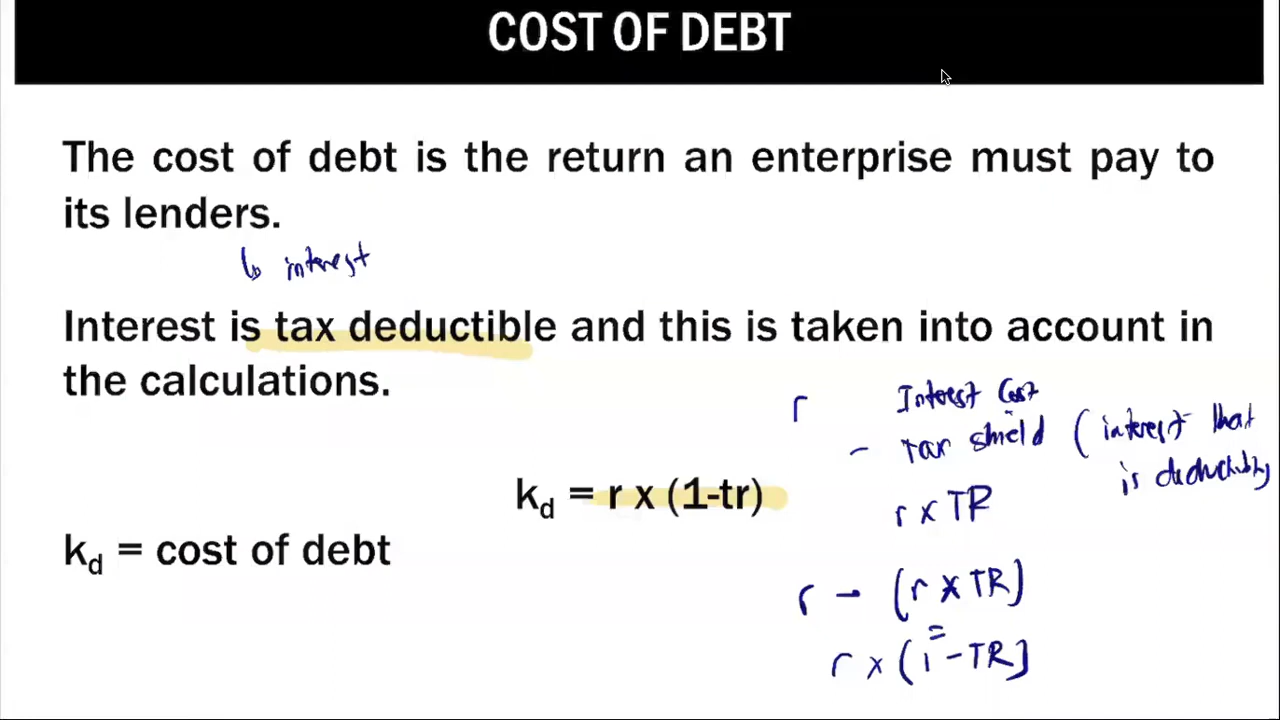 COST OF DEBT
The cost of debt is the return an enterprise must pay to
its lenders.
↳ interest
Interest is tax deductible and this is taken into account in
the calculations.
r Interest Cost
- Tax shield (interest that
is deductibity
kd = r x (1-tr)
r x TR
kd = cost of debt
r - (r x TR)
=
r x (1-TR)